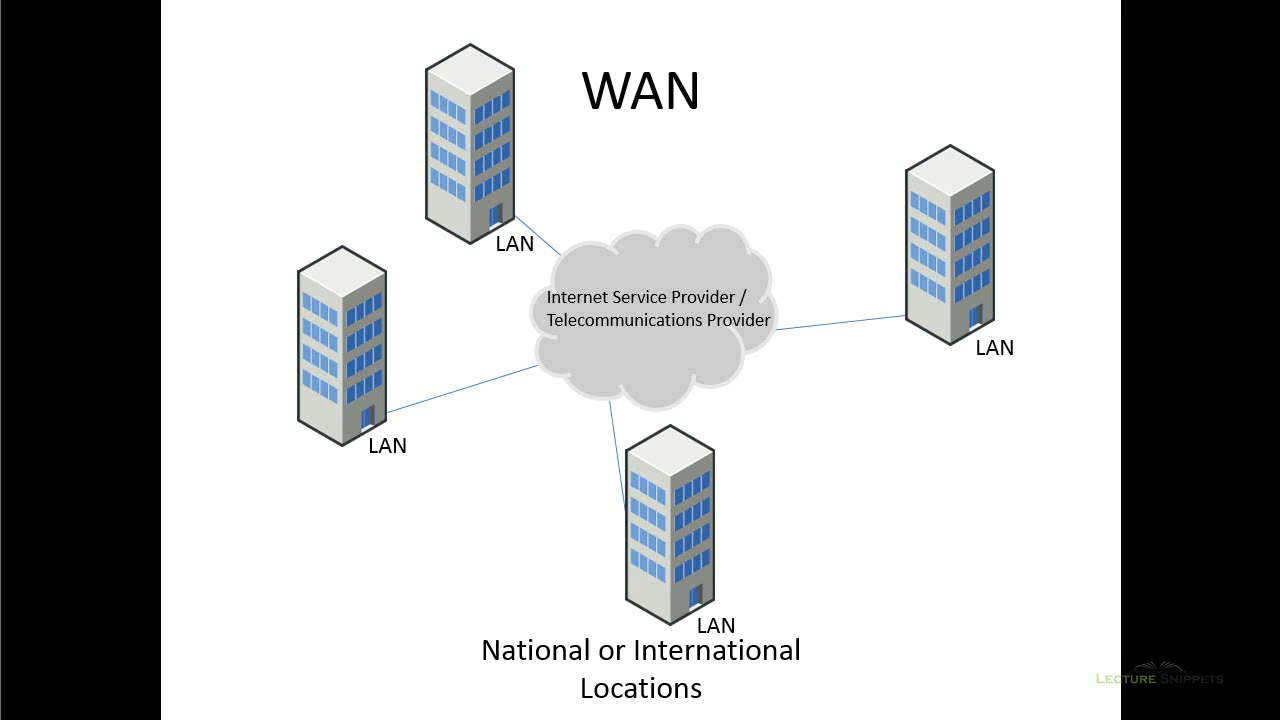 WAN
LAN
Internet Service Provider /
Telecommunications Provider
LAN
LAN
LAN
National or International
Locations
Lecture Snippets